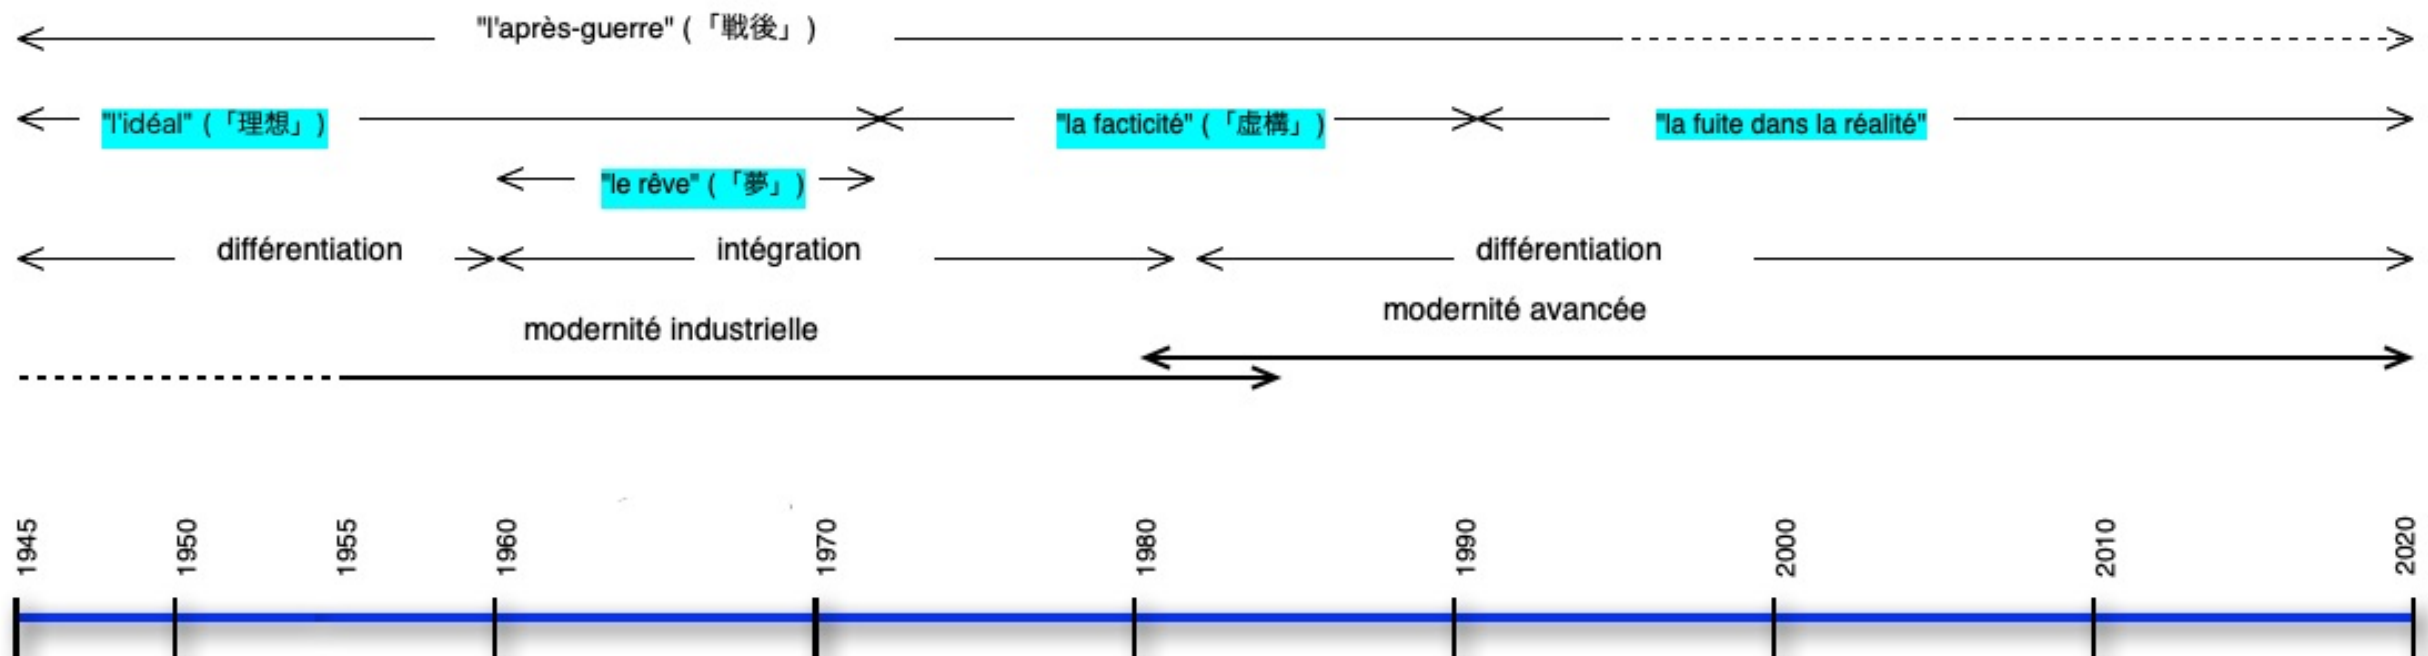 "l'après-guerre" (「戦後」)
"l'idéal" (「理想」)
"la facticité" (「虚構」)
"la fuite dans la réalité"
"le rêve" (「夢」)
différentiation
intégration
différentiation
modernité avancée
modernité industrielle
1945
1950
1955
1960
1970
1980
1990
2000
2010
2020